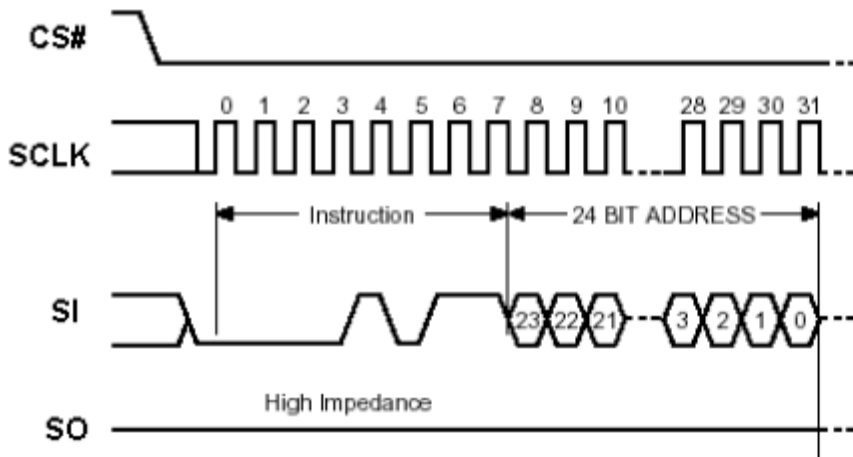 CS#
0 1 2 3 4 5 6 7 8 9 10 28 29 30 31
SCLK
Instruction 24 BIT ADDRESS
SI
23 22 21 3 2 1 0
High Impedance
SO